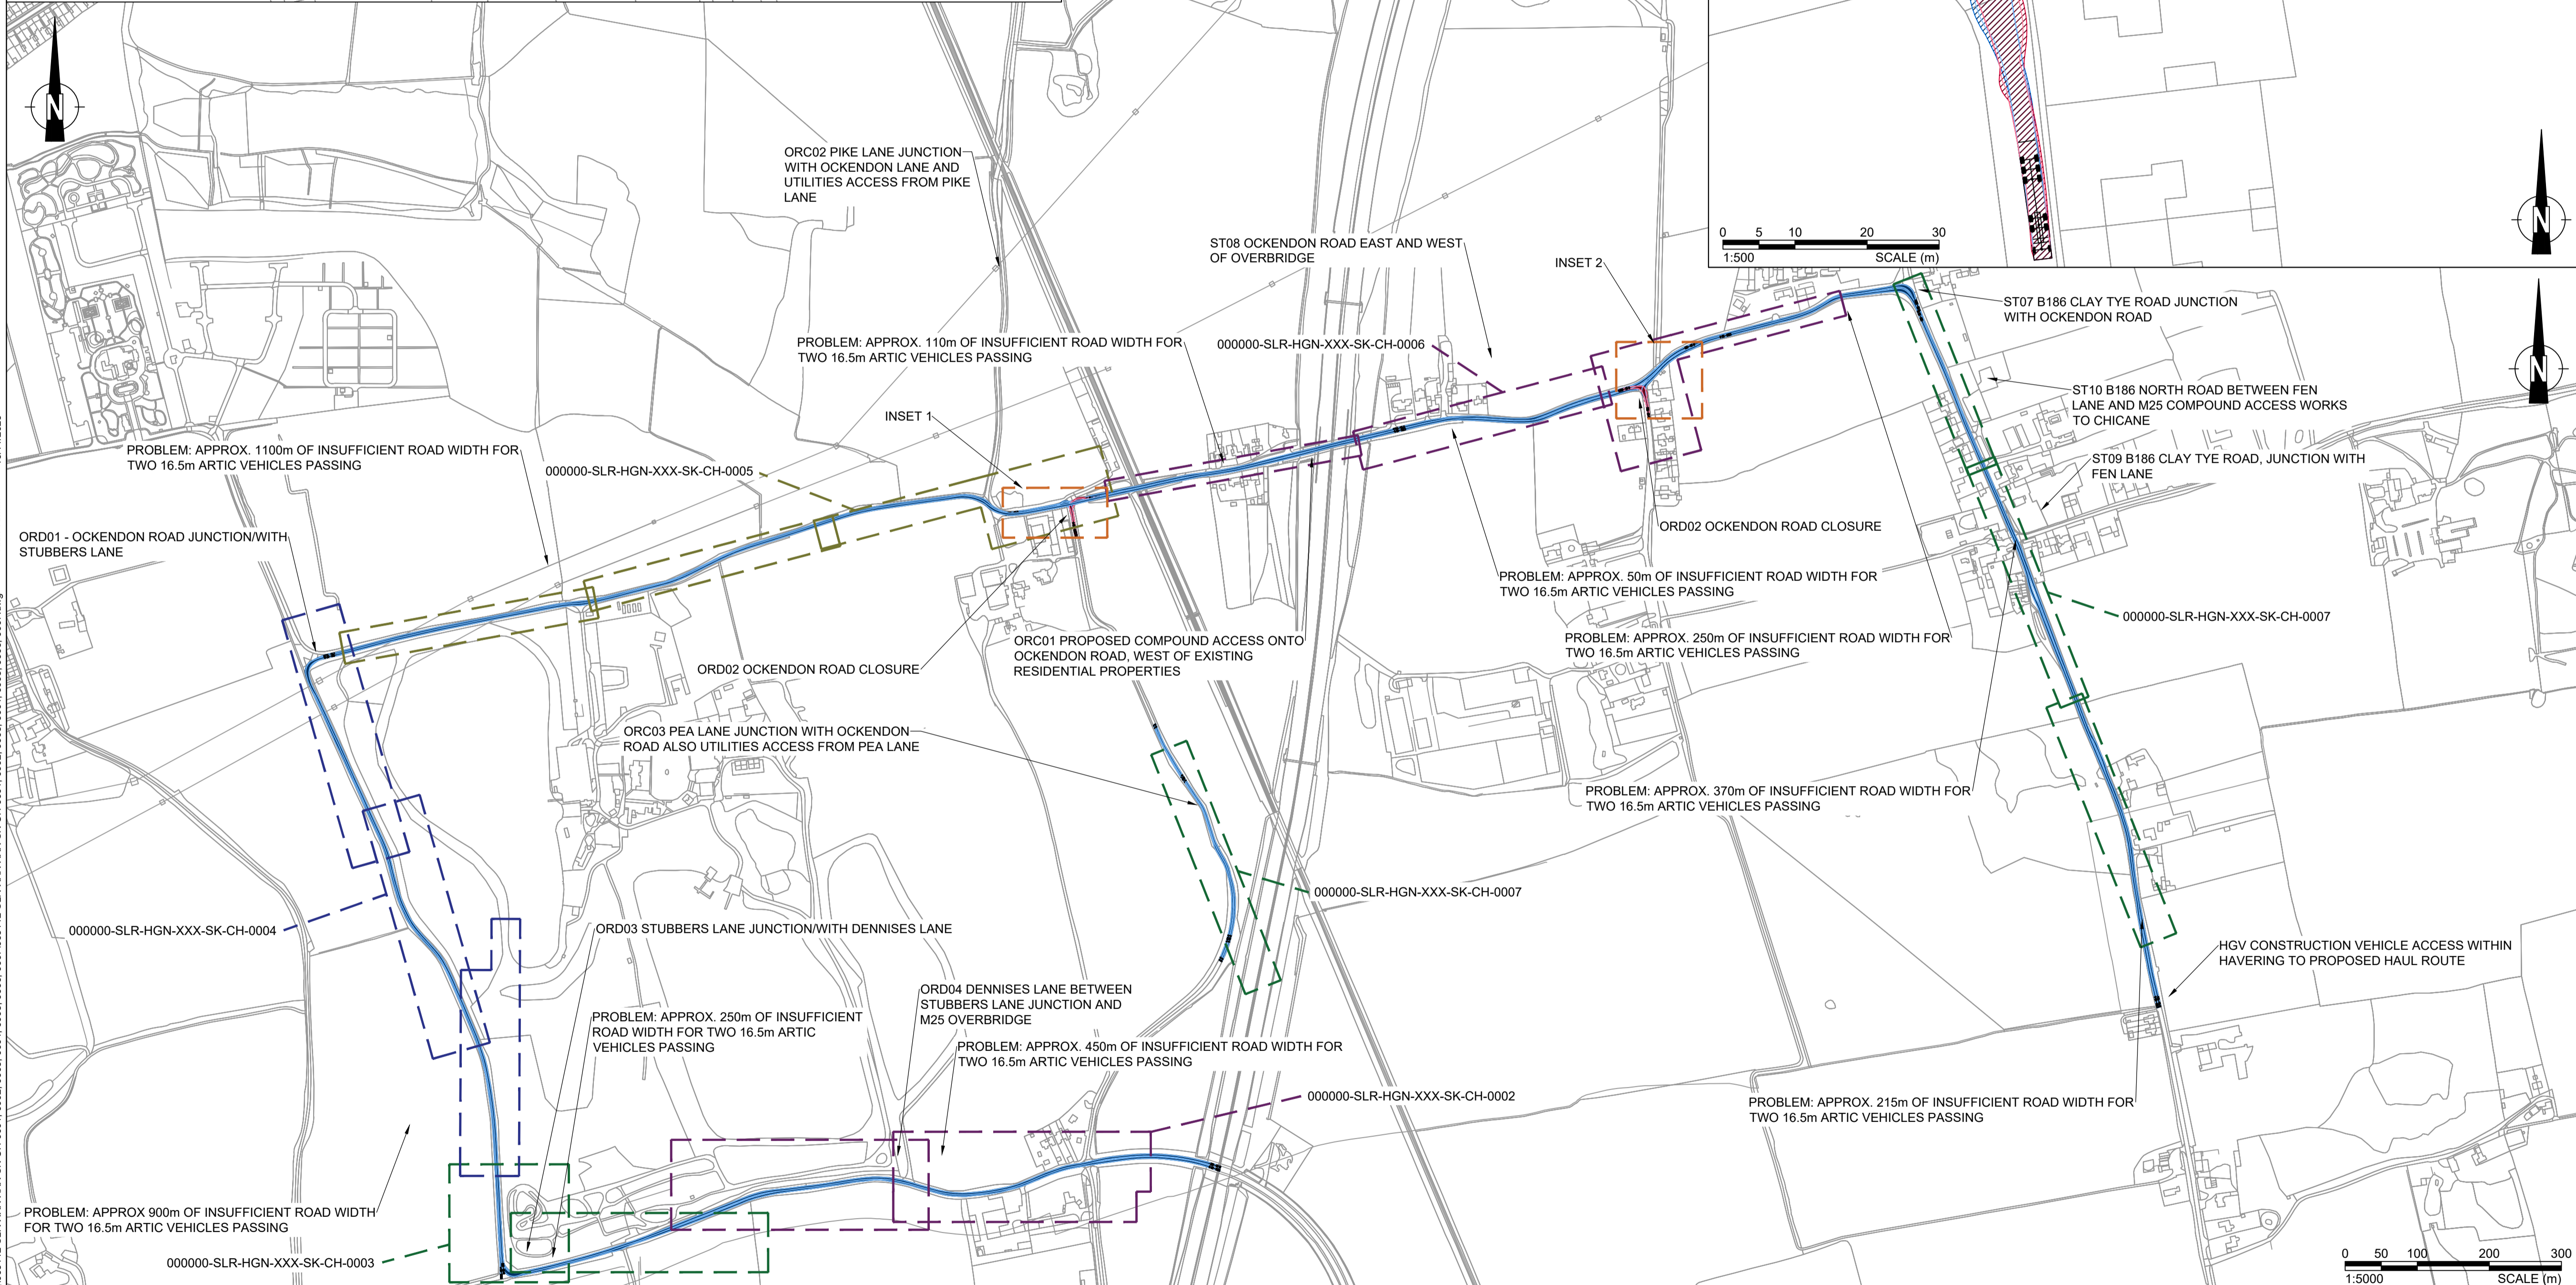 N
ORC02 PIKE LANE JUNCTION
WITH OCKENDON LANE AND
UTILITIES ACCESS FROM PIKE
LANE
0 5 10 20 30
1:500 SCALE (m)
N
ST08 OCKENDON ROAD EAST AND WEST
OF OVERBRIDGE
INSET 2
ST07 B186 CLAY TYE ROAD JUNCTION
WITH OCKENDON ROAD
PROBLEM: APPROX. 110m OF INSUFFICIENT ROAD WIDTH FOR
TWO 16.5m ARTIC VEHICLES PASSING
000000-SLR-HGN-XXX-SK-CH-0006
N
ST10 B186 NORTH ROAD BETWEEN FEN
LANE AND M25 COMPOUND ACCESS WORKS
TO CHICANE
INSET 1
PROBLEM: APPROX. 1100m OF INSUFFICIENT ROAD WIDTH FOR
TWO 16.5m ARTIC VEHICLES PASSING
000000-SLR-HGN-XXX-SK-CH-0005
ST09 B186 CLAY TYE ROAD, JUNCTION WITH
FEN LANE
ORD01 - OCKENDON ROAD JUNCTION/WITH
STUBBERS LANE
ORD02 OCKENDON ROAD CLOSURE
PROBLEM: APPROX. 50m OF INSUFFICIENT ROAD WIDTH FOR
TWO 16.5m ARTIC VEHICLES PASSING
000000-SLR-HGN-XXX-SK-CH-0007
PROBLEM: APPROX. 250m OF INSUFFICIENT ROAD WIDTH FOR
TWO 16.5m ARTIC VEHICLES PASSING
ORC01 PROPOSED COMPOUND ACCESS ONTO
OCKENDON ROAD, WEST OF EXISTING
RESIDENTIAL PROPERTIES
ORD02 OCKENDON ROAD CLOSURE
ORC03 PEA LANE JUNCTION WITH OCKENDON
ROAD ALSO UTILITIES ACCESS FROM PEA LANE
PROBLEM: APPROX. 370m OF INSUFFICIENT ROAD WIDTH FOR
TWO 16.5m ARTIC VEHICLES PASSING
000000-SLR-HGN-XXX-SK-CH-0007
000000-SLR-HGN-XXX-SK-CH-0004
ORD03 STUBBERS LANE JUNCTION/WITH DENNISES LANE
HGV CONSTRUCTION VEHICLE ACCESS WITHIN
HAVERING TO PROPOSED HAUL ROUTE
ORD04 DENNISES LANE BETWEEN
STUBBERS LANE JUNCTION AND
M25 OVERBRIDGE
PROBLEM: APPROX. 250m OF INSUFFICIENT
ROAD WIDTH FOR TWO 16.5m ARTIC
VEHICLES PASSING
PROBLEM: APPROX. 450m OF INSUFFICIENT ROAD WIDTH FOR
TWO 16.5m ARTIC VEHICLES PASSING
000000-SLR-HGN-XXX-SK-CH-0002
PROBLEM: APPROX. 215m OF INSUFFICIENT ROAD WIDTH FOR
TWO 16.5m ARTIC VEHICLES PASSING
PROBLEM: APPROX 900m OF INSUFFICIENT ROAD WIDTH
FOR TWO 16.5m ARTIC VEHICLES PASSING
000000-SLR-HGN-XXX-SK-CH-0003
0 50 100 200 300
1:5000 SCALE (m)